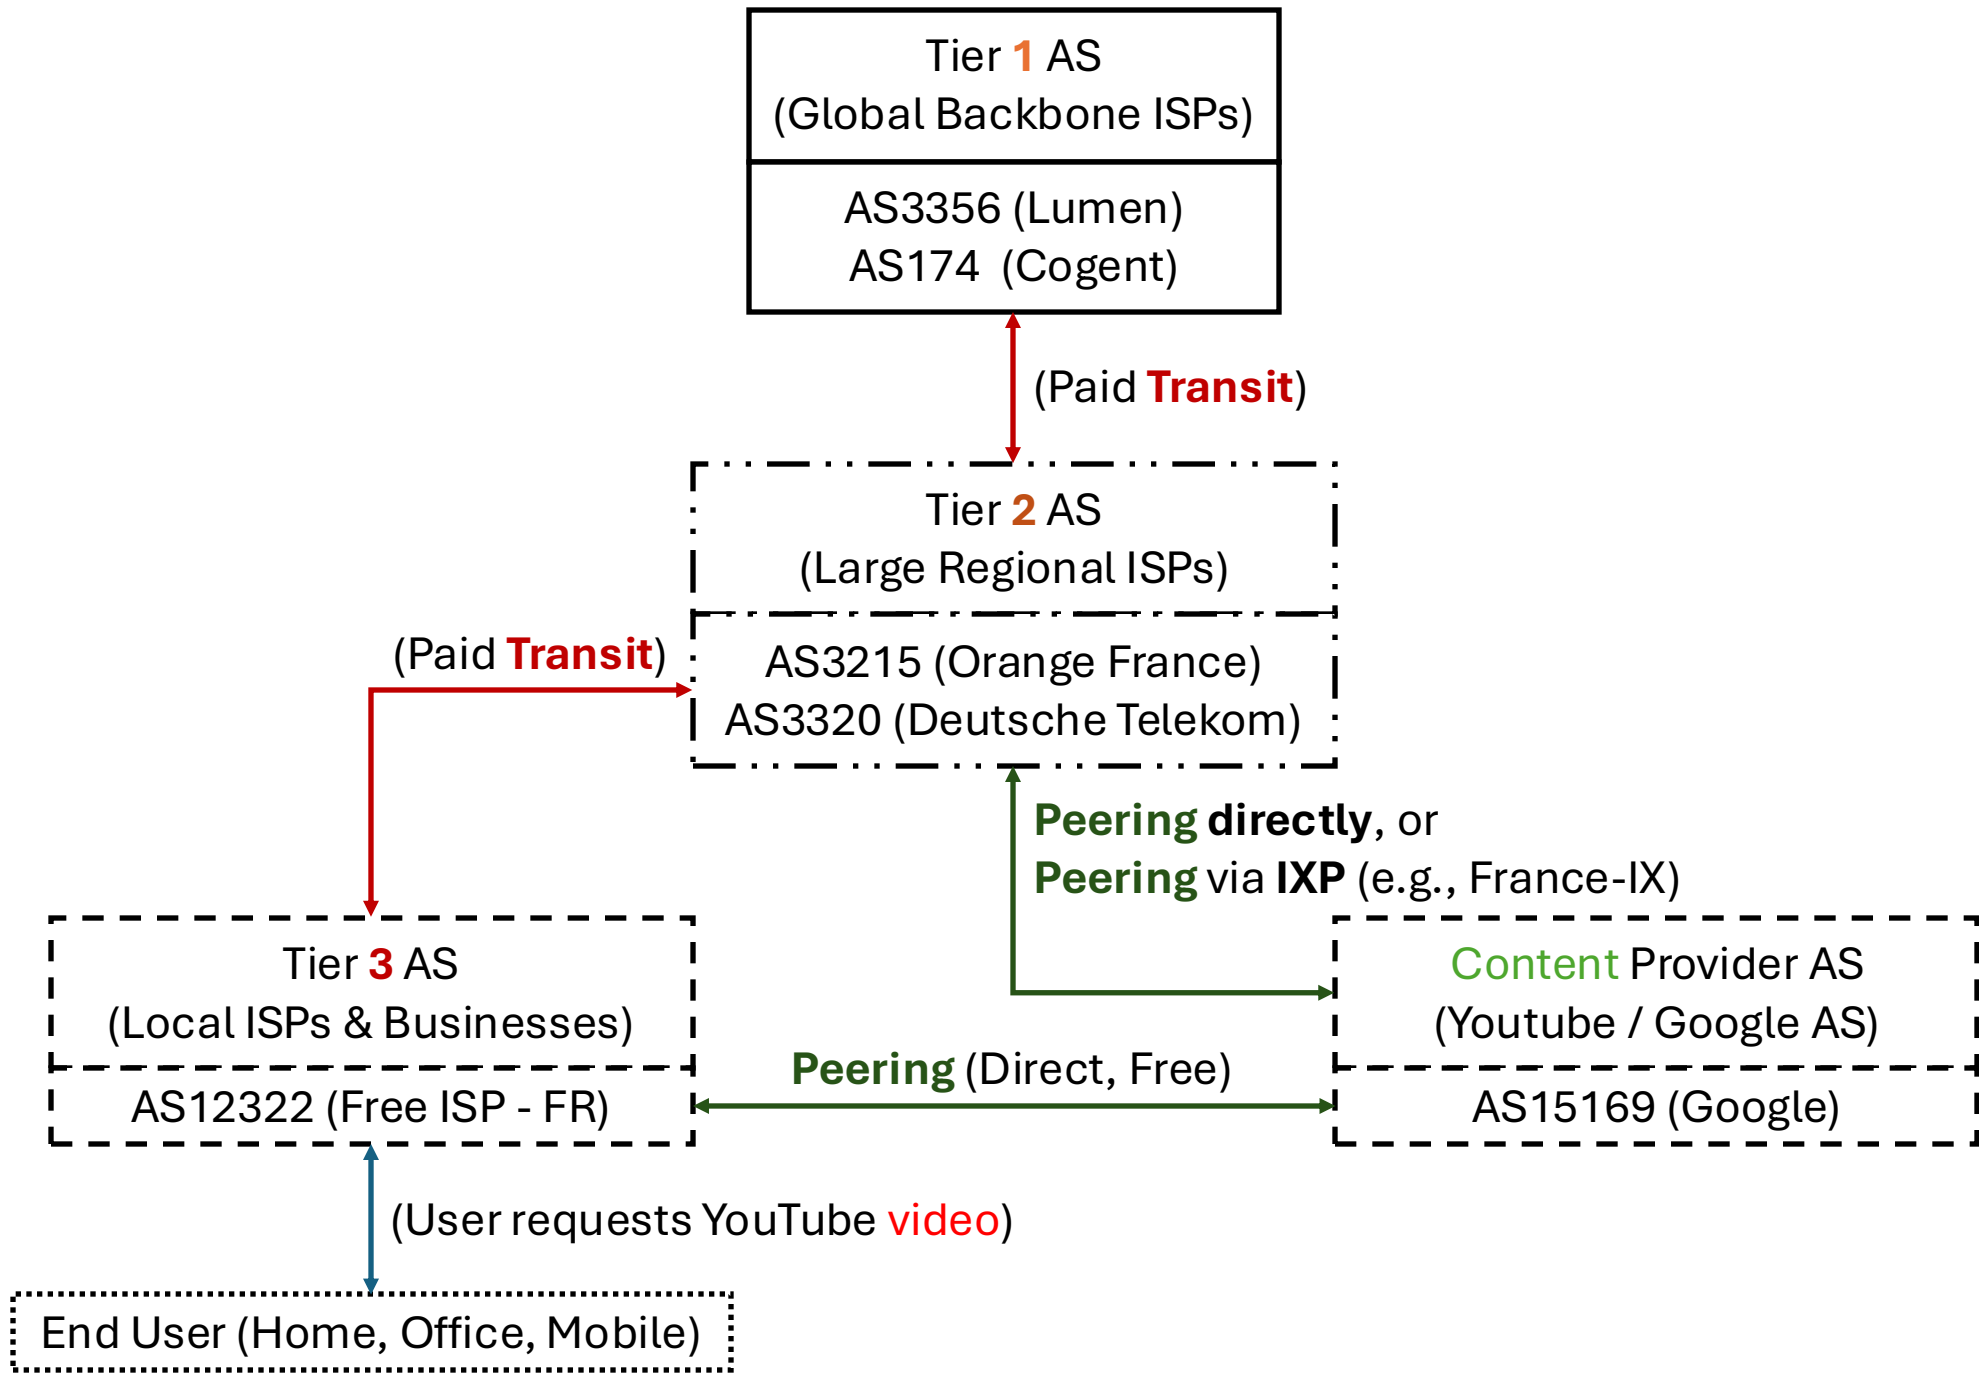 Tier 1 AS
(Global Backbone ISPs)
AS3356 (Lumen)
AS174  (Cogent)
(Paid Transit)
Tier 2 AS
(Large Regional ISPs)
(Paid Transit)
AS3215 (Orange France)
AS3320 (Deutsche Telekom)
Peering directly, or
Peering via IXP (e.g., France-IX)
Tier 3 AS
(Local ISPs & Businesses)
AS12322 (Free ISP - FR)
Content Provider AS
(Youtube / Google AS)
Peering (Direct, Free)
AS15169 (Google)
(User requests YouTube video)
End User (Home, Office, Mobile)